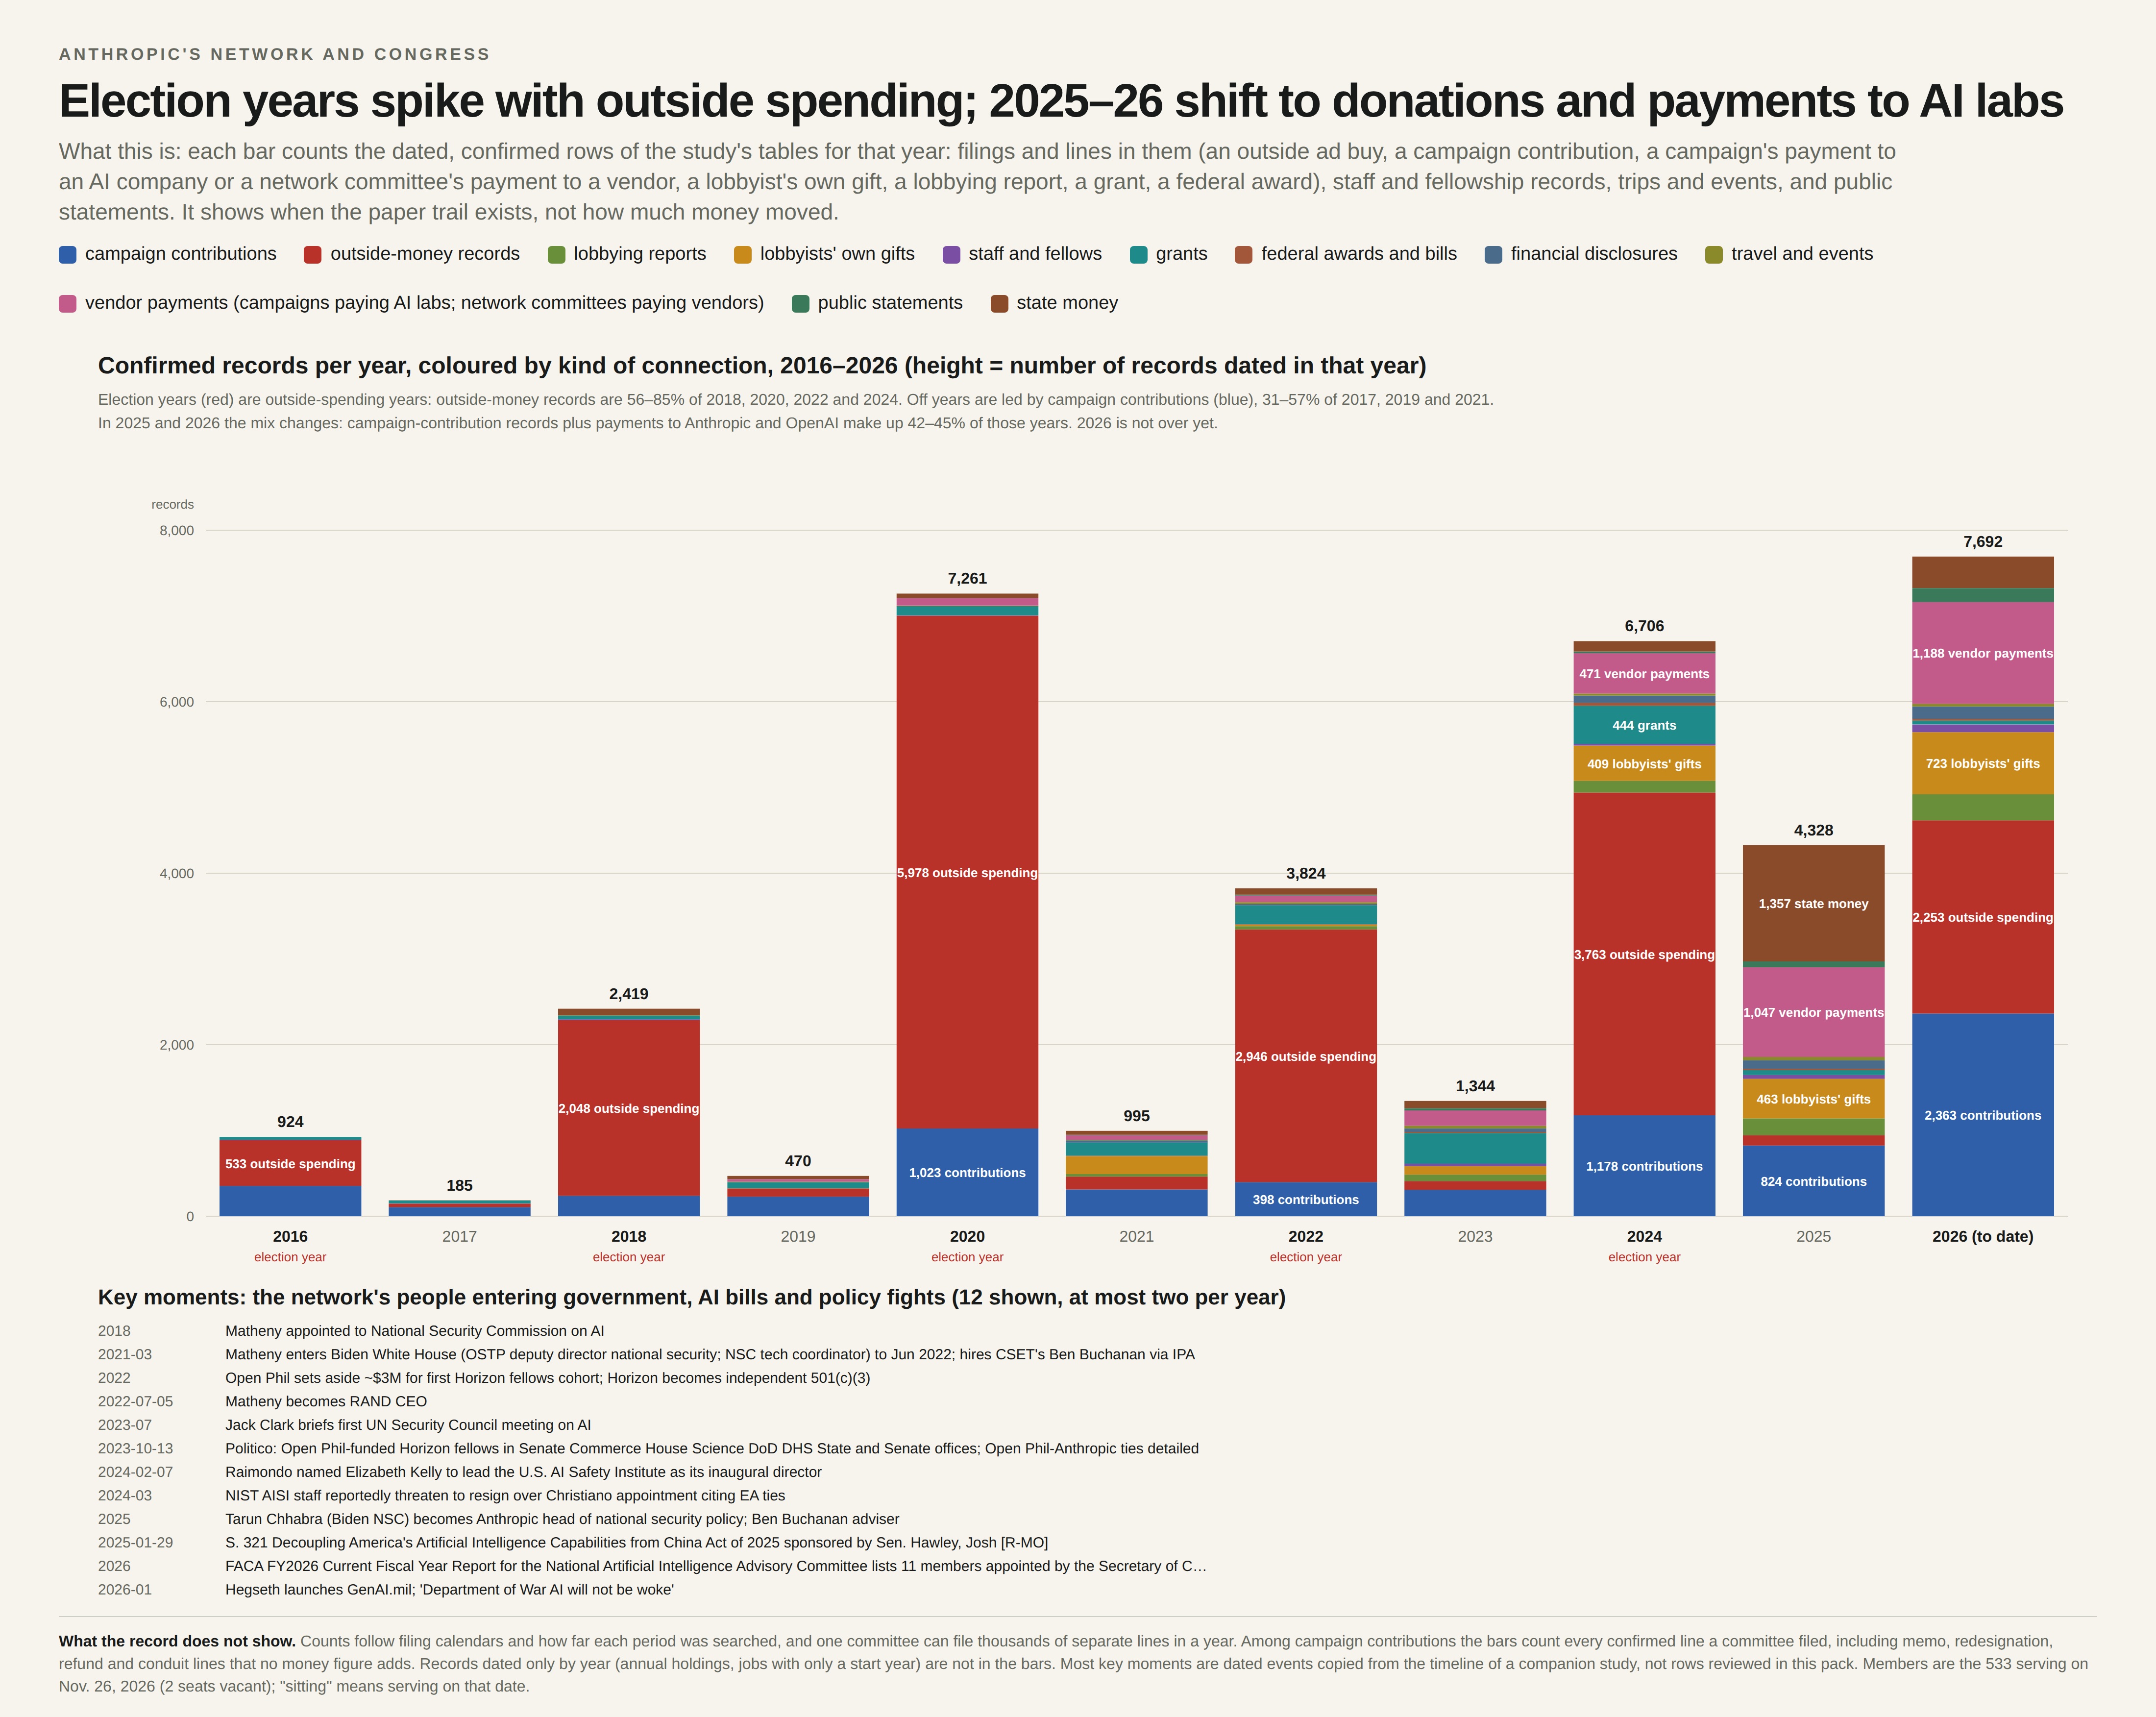 ANTHROPIC'S NETWORK AND CONGRESS
Election years spike with outside spending; 2025–26 shift to donations and payments to AI labs
What this is: each bar counts the dated, confirmed rows of the study's tables for that year: filings and lines in them (an outside ad buy, a campaign contribution, a campaign's payment to
an AI company or a network committee's payment to a vendor, a lobbyist's own gift, a lobbying report, a grant, a federal award), staff and fellowship records, trips and events, and public
statements. It shows when the paper trail exists, not how much money moved.
campaign contributions outside-money records lobbying reports lobbyists' own gifts staff and fellows grants federal awards and bills financial disclosures travel and events
vendor payments (campaigns paying AI labs; network committees paying vendors) public statements state money
Confirmed records per year, coloured by kind of connection, 2016–2026 (height = number of records dated in that year)
Election years (red) are outside-spending years: outside-money records are 56–85% of 2018, 2020, 2022 and 2024. Off years are led by campaign contributions (blue), 31–57% of 2017, 2019 and 2021.
In 2025 and 2026 the mix changes: campaign-contribution records plus payments to Anthropic and OpenAI make up 42–45% of those years. 2026 is not over yet.
records
8,000
7,692
7,261
6,706
1,188 vendor payments
471 vendor payments
6,000
444 grants
409 lobbyists' gifts
723 lobbyists' gifts
4,328
4,000
5,978 outside spending
3,824
1,357 state money
2,253 outside spending
3,763 outside spending
2,419
1,047 vendor payments
2,000
2,946 outside spending
1,344
463 lobbyists' gifts
924
2,048 outside spending
995
2,363 contributions
533 outside spending
470
1,023 contributions
1,178 contributions
185
824 contributions
398 contributions
0
2016 2017 2018 2019 2020 2021 2022 2023 2024 2025 2026 (to date)
election year election year election year election year election year
Key moments: the network's people entering government, AI bills and policy fights (12 shown, at most two per year)
2018 Matheny appointed to National Security Commission on AI
2021-03 Matheny enters Biden White House (OSTP deputy director national security; NSC tech coordinator) to Jun 2022; hires CSET's Ben Buchanan via IPA
2022 Open Phil sets aside ~$3M for first Horizon fellows cohort; Horizon becomes independent 501(c)(3)
2022-07-05 Matheny becomes RAND CEO
2023-07 Jack Clark briefs first UN Security Council meeting on AI
2023-10-13 Politico: Open Phil-funded Horizon fellows in Senate Commerce House Science DoD DHS State and Senate offices; Open Phil-Anthropic ties detailed
2024-02-07 Raimondo named Elizabeth Kelly to lead the U.S. AI Safety Institute as its inaugural director
2024-03 NIST AISI staff reportedly threaten to resign over Christiano appointment citing EA ties
2025 Tarun Chhabra (Biden NSC) becomes Anthropic head of national security policy; Ben Buchanan adviser
2025-01-29 S. 321 Decoupling America's Artificial Intelligence Capabilities from China Act of 2025 sponsored by Sen. Hawley, Josh [R-MO]
2026 FACA FY2026 Current Fiscal Year Report for the National Artificial Intelligence Advisory Committee lists 11 members appointed by the Secretary of C…
2026-01 Hegseth launches GenAI.mil; 'Department of War AI will not be woke'
What the record does not show. Counts follow filing calendars and how far each period was searched, and one committee can file thousands of separate lines in a year. Among campaign contributions the bars count every confirmed line a committee filed, including memo, redesignation,
refund and conduit lines that no money figure adds. Records dated only by year (annual holdings, jobs with only a start year) are not in the bars. Most key moments are dated events copied from the timeline of a companion study, not rows reviewed in this pack. Members are the 533 serving on
Nov. 26, 2026 (2 seats vacant); "sitting" means serving on that date.